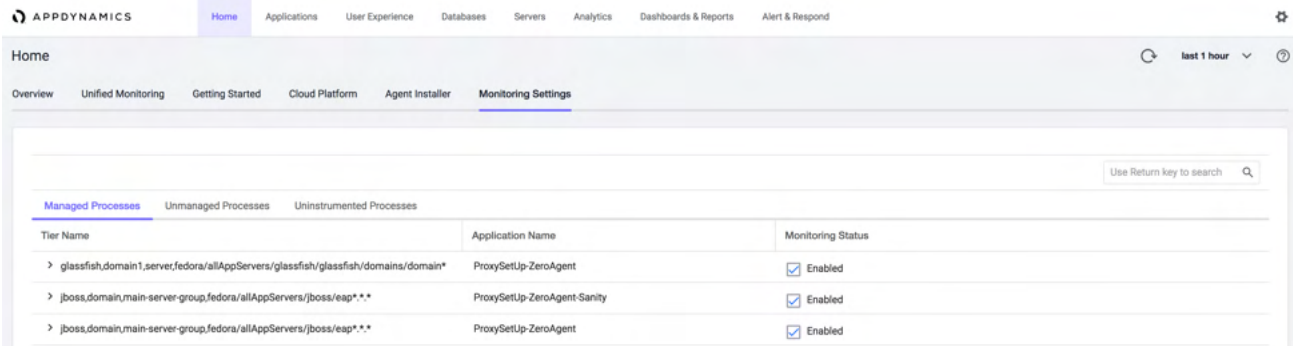 APPDYNAMICS Home Applications User Experience Databases Servers Analytics Dashboards & Reports Alert & Respond
Home last 1 hour
Overview Unified Monitoring Getting Started Cloud Platform Agent Installer Monitoring Settings
Use Return key to search
Managed Processes Unmanaged Processes Uninstrumented Processes
Tier Name Application Name Monitoring Status
glassfish,domain1,server,fedora/allAppServers/glassfish/glassfish/domains/domain* ProxySetUp-ZeroAgent Enabled
jboss,domain,main-server-group,fedora/allAppServers/jboss/eap*.*.* ProxySetUp-ZeroAgent-Sanity Enabled
jboss,domain,main-server-group,fedora/allAppServers/jboss/eap*.*.* ProxySetUp-ZeroAgent Enabled